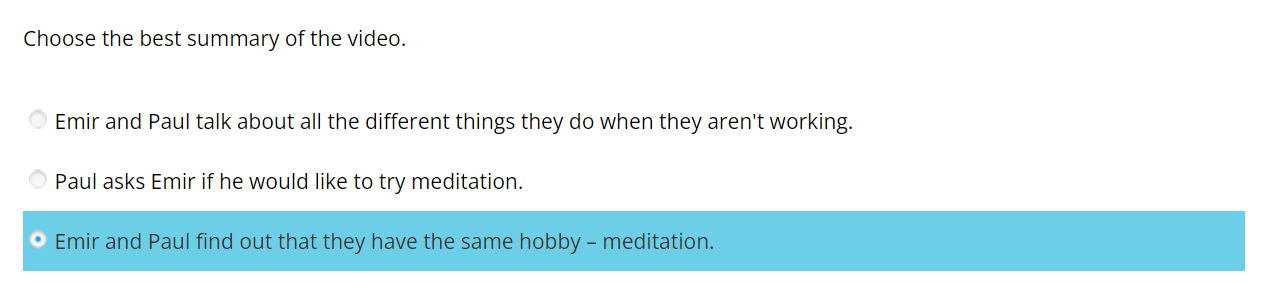 Choose the best summary of the video.
Emir and Paul talk about all the different things they do when they aren't working.
Paul asks Emir if he would like to try meditation.
Emir and Paul find out that they have the same hobby – meditation.